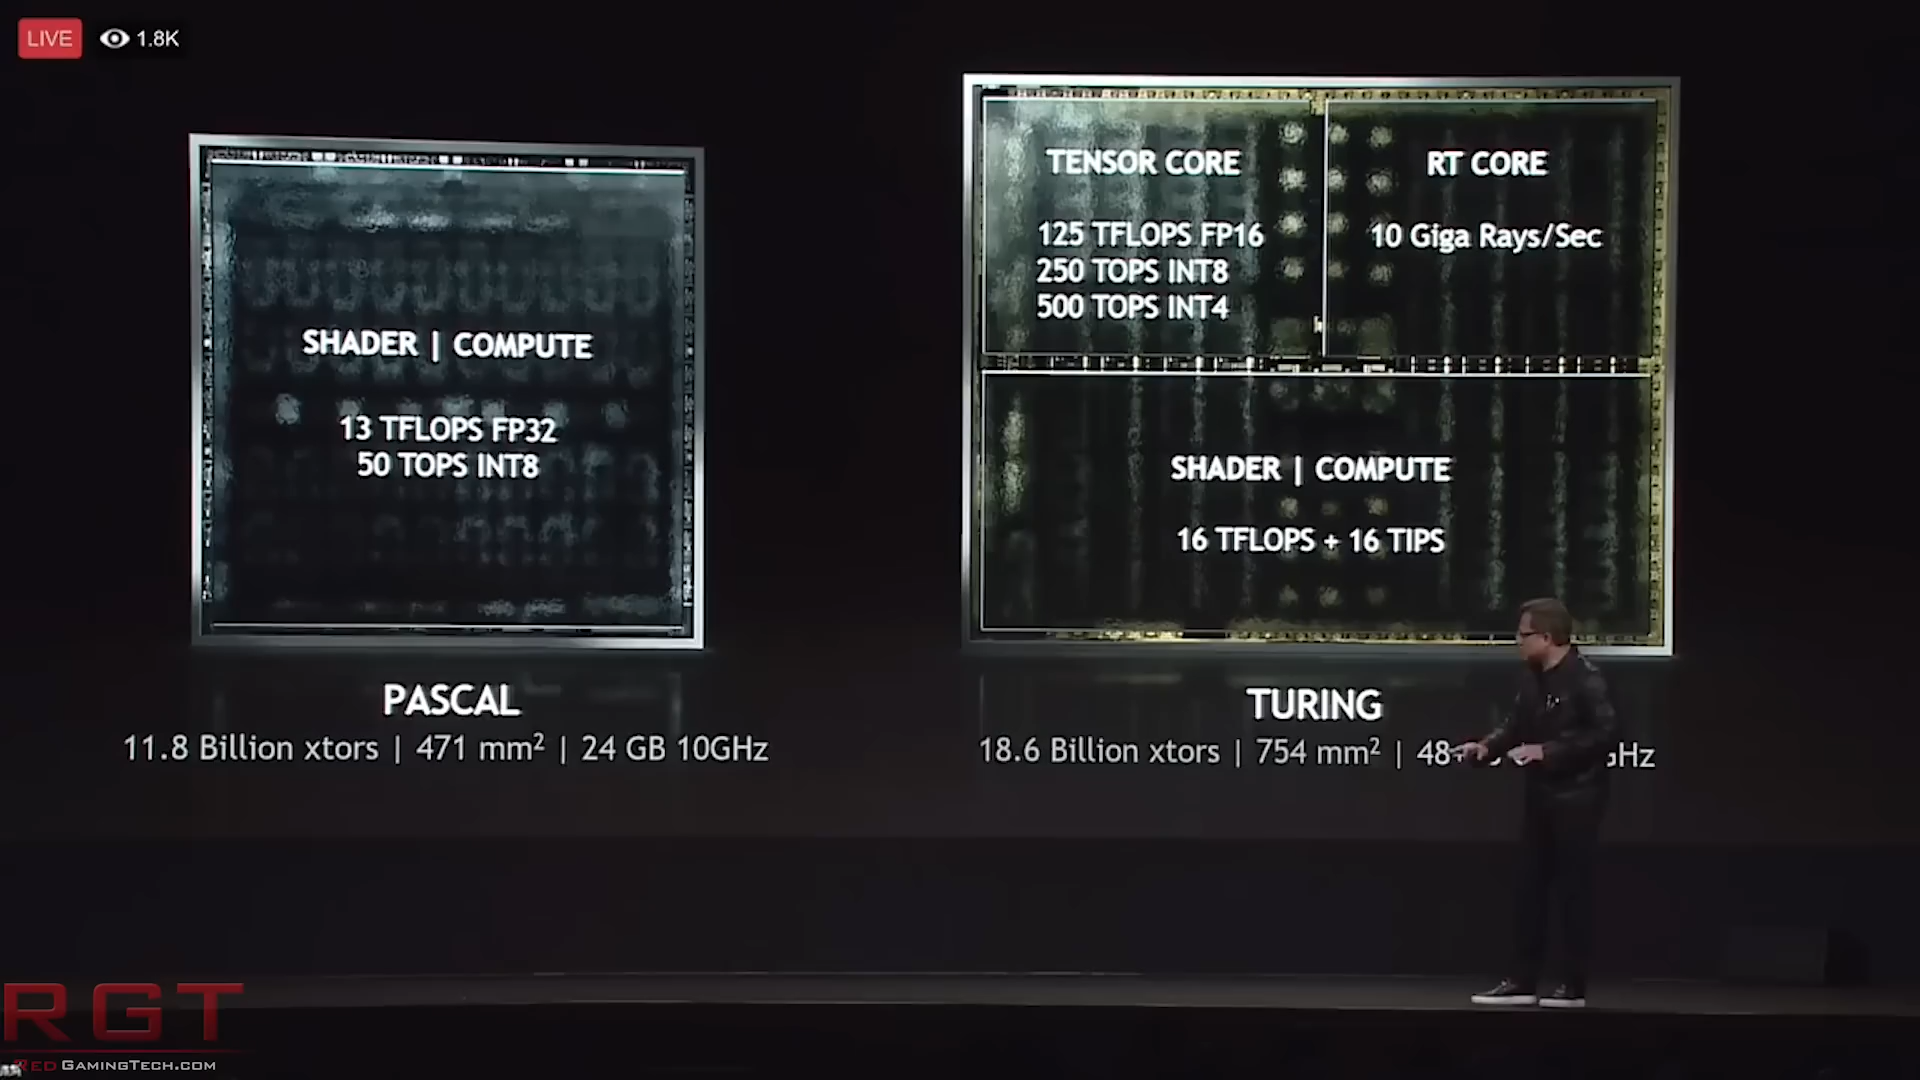 LIVE 1.8K
SHADER | COMPUTE
13 TFLOPS FP32
50 TOPS INT8
PASCAL
11.8 Billion xtors | 471 mm² | 24 GB 10GHz
TENSOR CORE
125 TFLOPS FP16
250 TOPS INT8
500 TOPS INT4
RT CORE
10 Giga Rays/Sec
SHADER | COMPUTE
16 TFLOPS + 16 TIPS
TURING
18.6 Billion xtors | 754 mm² |
RGT
REDGAMINGTECH.COM